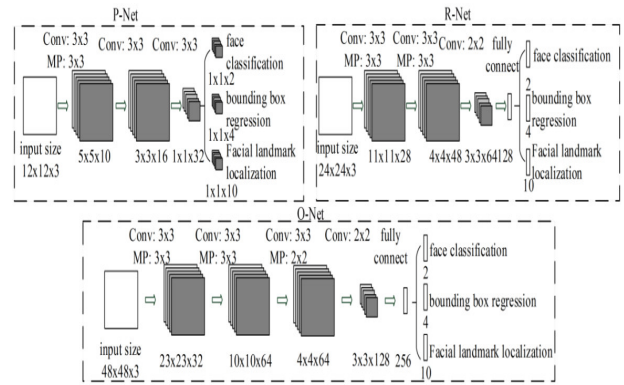 P-Net
Conv: 3x3 Conv: 3x3 Conv: 3x3
MP: 3x3
face
classification
1x1x2
bounding box
regression
1x1x4
Facial landmark
localization
1x1x10
input size
12x12x3
5x5x10
3x3x16
1x1x32
R-Net
Conv: 3x3 Conv: 3x3 Conv: 2x2 fully
MP: 3x3 MP: 3x3 connect
face classification
2
bounding box
regression
4
Facial landmark
localization
10
input size
24x24x3
11x11x28
4x4x48
3x3x64
128
O-Net
Conv: 3x3 Conv: 3x3 Conv: 3x3 Conv: 2x2 fully
MP: 3x3 MP: 3x3 MP: 2x2 connect
face classification
2
bounding box regression
4
Facial landmark localization
10
input size
48x48x3
23x23x32
10x10x64
4x4x64
3x3x128
256